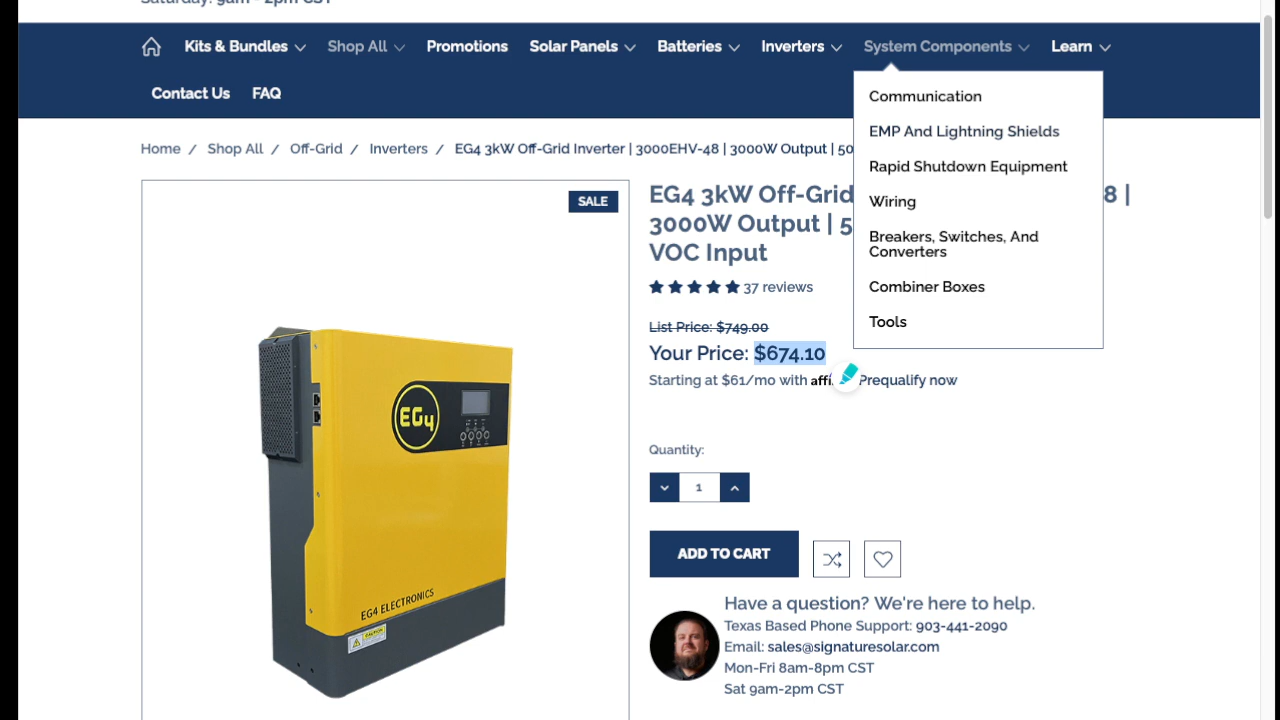 Saturday: 9am - 2pm CST
Kits & Bundles Shop All Promotions Solar Panels Batteries Inverters System Components Learn
Contact Us FAQ
Communication
EMP And Lightning Shields
Rapid Shutdown Equipment
Wiring
Breakers, Switches, And
Converters
Combiner Boxes
Tools
Home / Shop All / Off-Grid / Inverters / EG4 3kW Off-Grid Inverter | 3000EHV-48 | 3000W Output | 50
SALE
EG4 3kW Off-Grid 8 |
3000W Output | 5
VOC Input
37 reviews
List Price: $749.00
Your Price: $674.10
Starting at $61/mo with affi Prequalify now
Quantity:
1
ADD TO CART
Have a question? We're here to help.
Texas Based Phone Support: 903-441-2090
Email: sales@signaturesolar.com
Mon-Fri 8am-8pm CST
Sat 9am-2pm CST
EG4
EG4 ELECTRONICS
CAUTION